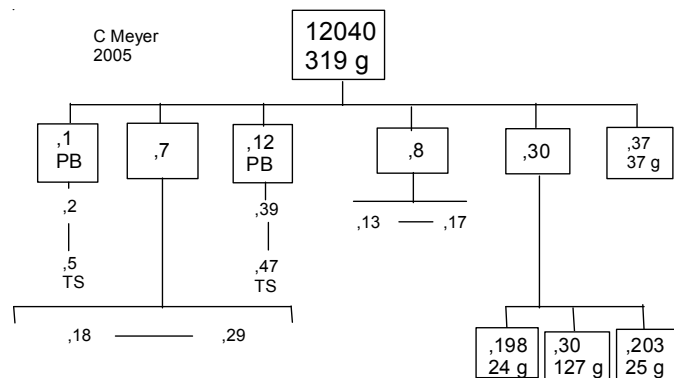 C Meyer
2005
12040
319 g
,1
PB
,7
,12
PB
,8
,30
,37
37 g
,2
,39
,13
,17
,5
TS
,47
TS
,18
,29
,198
24 g
,30
127 g
,203
25 g